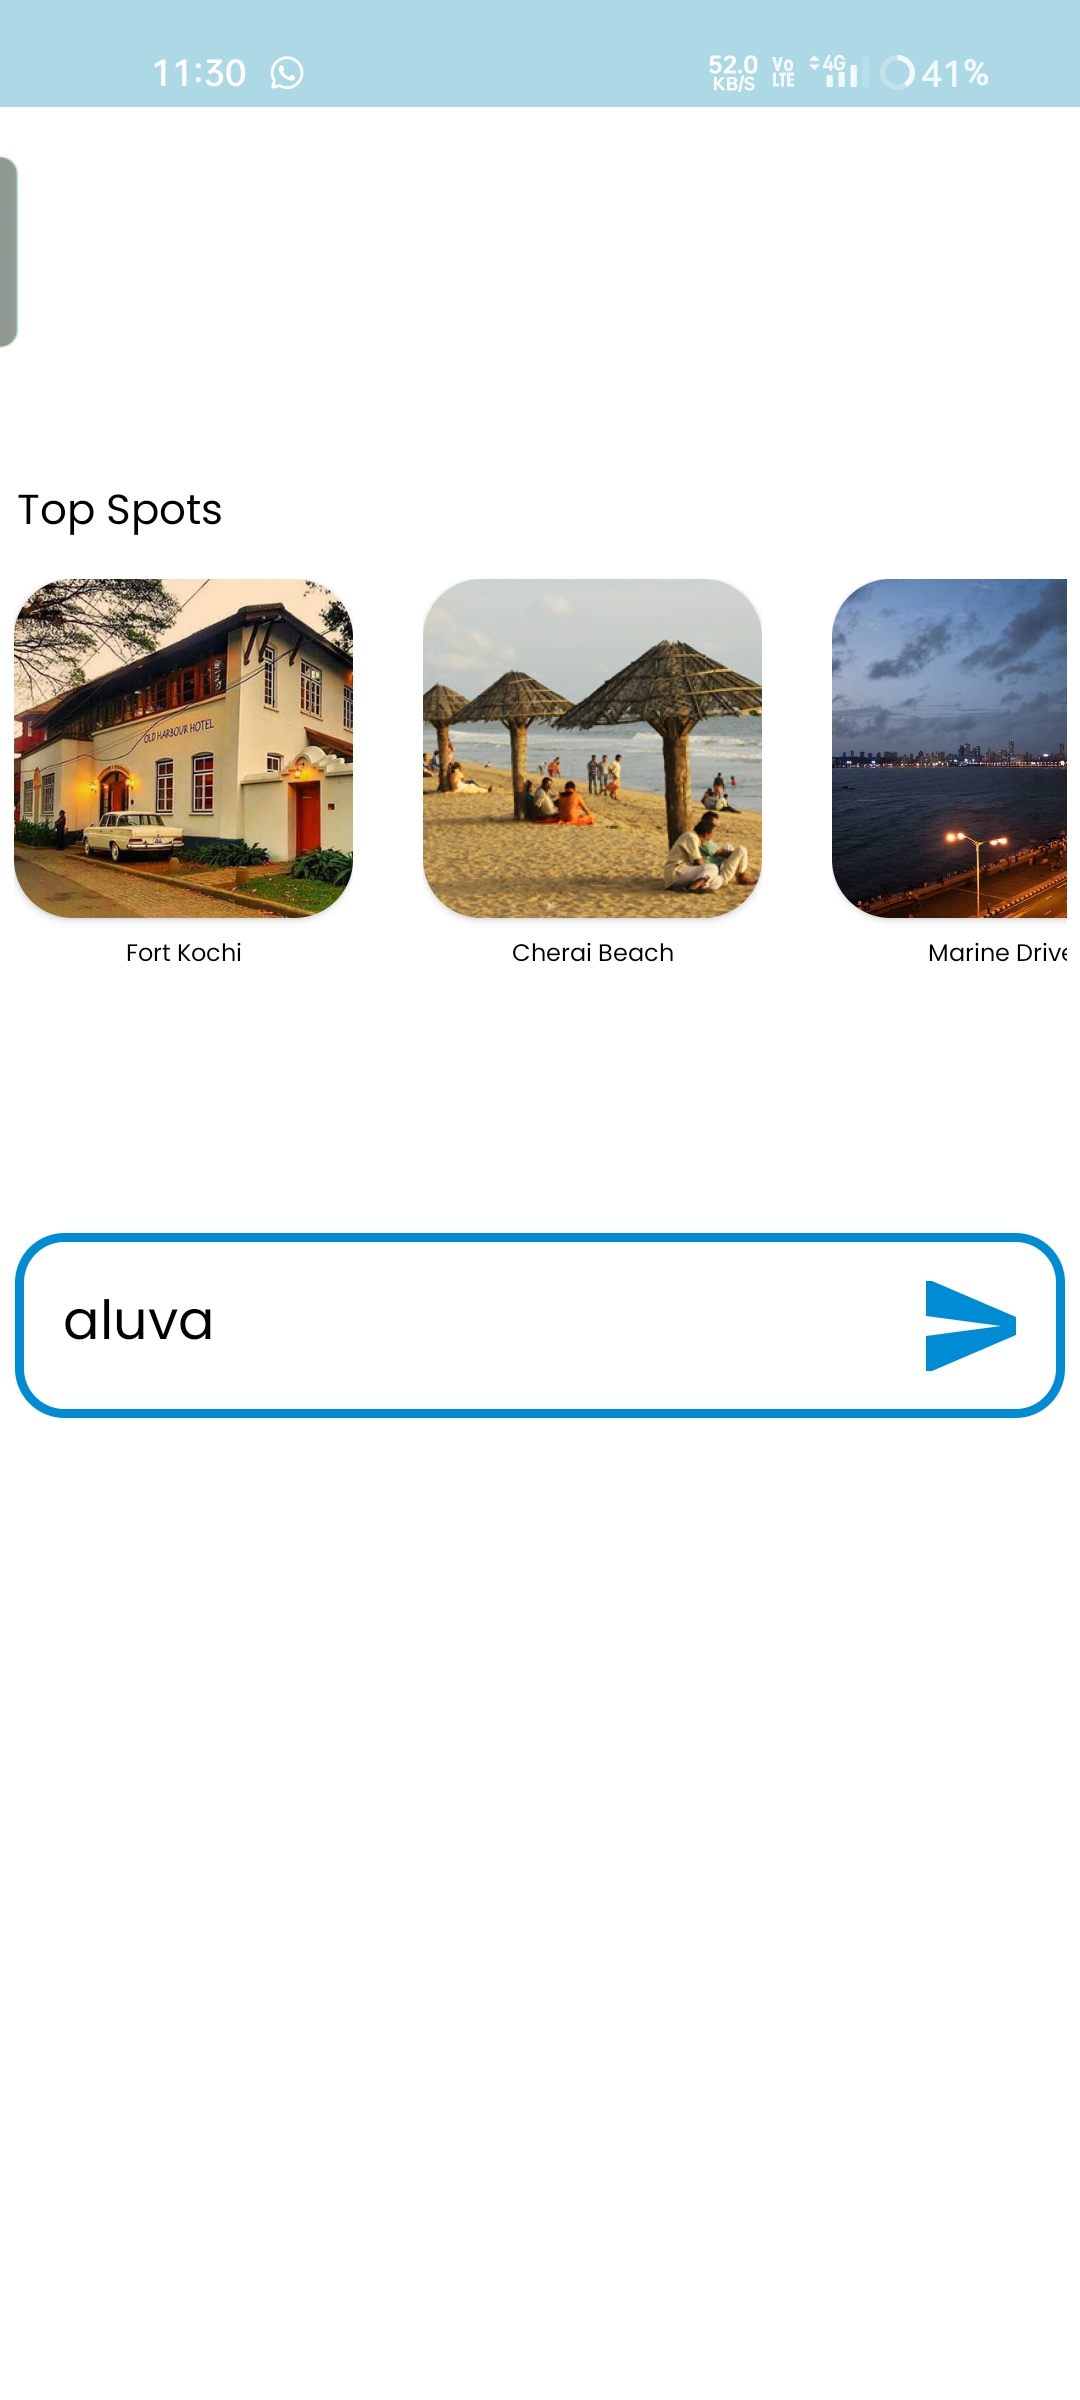 11:30 52.0 KB/S Vo LTE 4G 41%
Top Spots
OLD HARBOUR HOTEL
Fort Kochi Cherai Beach Marine Drive
aluva